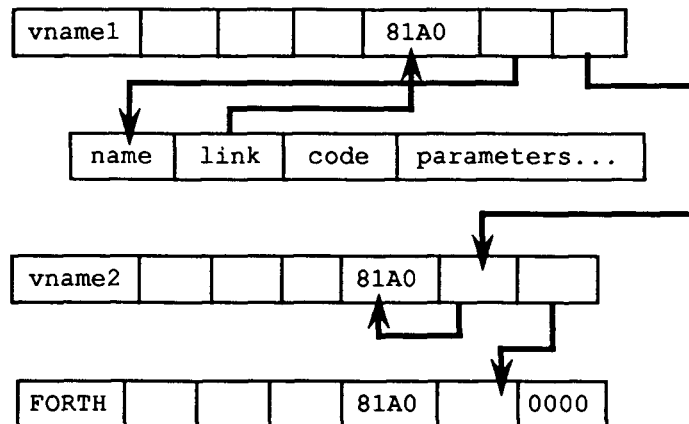 vname1 81A0
name link code parameters...
vname2 81A0
FORTH 81A0 0000